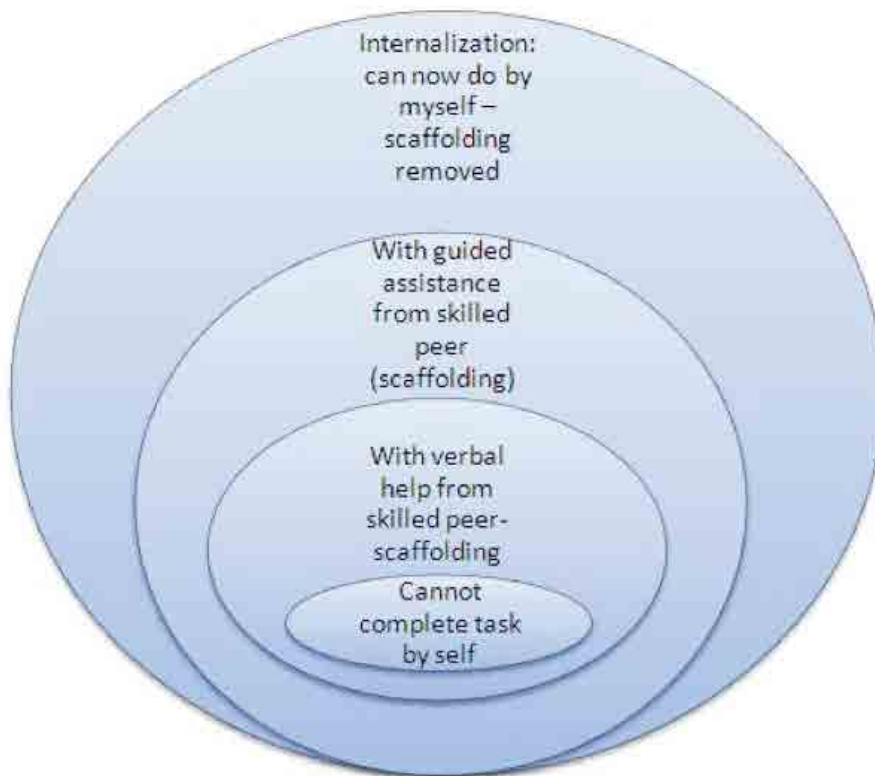 Internalization:
can now do by
myself –
scaffolding
removed
With guided
assistance
from skilled
peer
(scaffolding)
With verbal
help from
skilled peer-
scaffolding
Cannot
complete task
by self